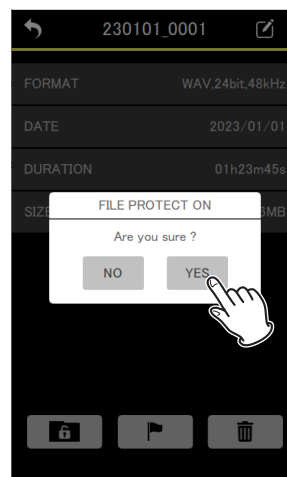 230101_0001
FORMAT WAV,24bit,48kHz
DATE 2023/01/01
DURATION 01h23m45s
FILE PROTECT ON
Are you sure ?
NO YES